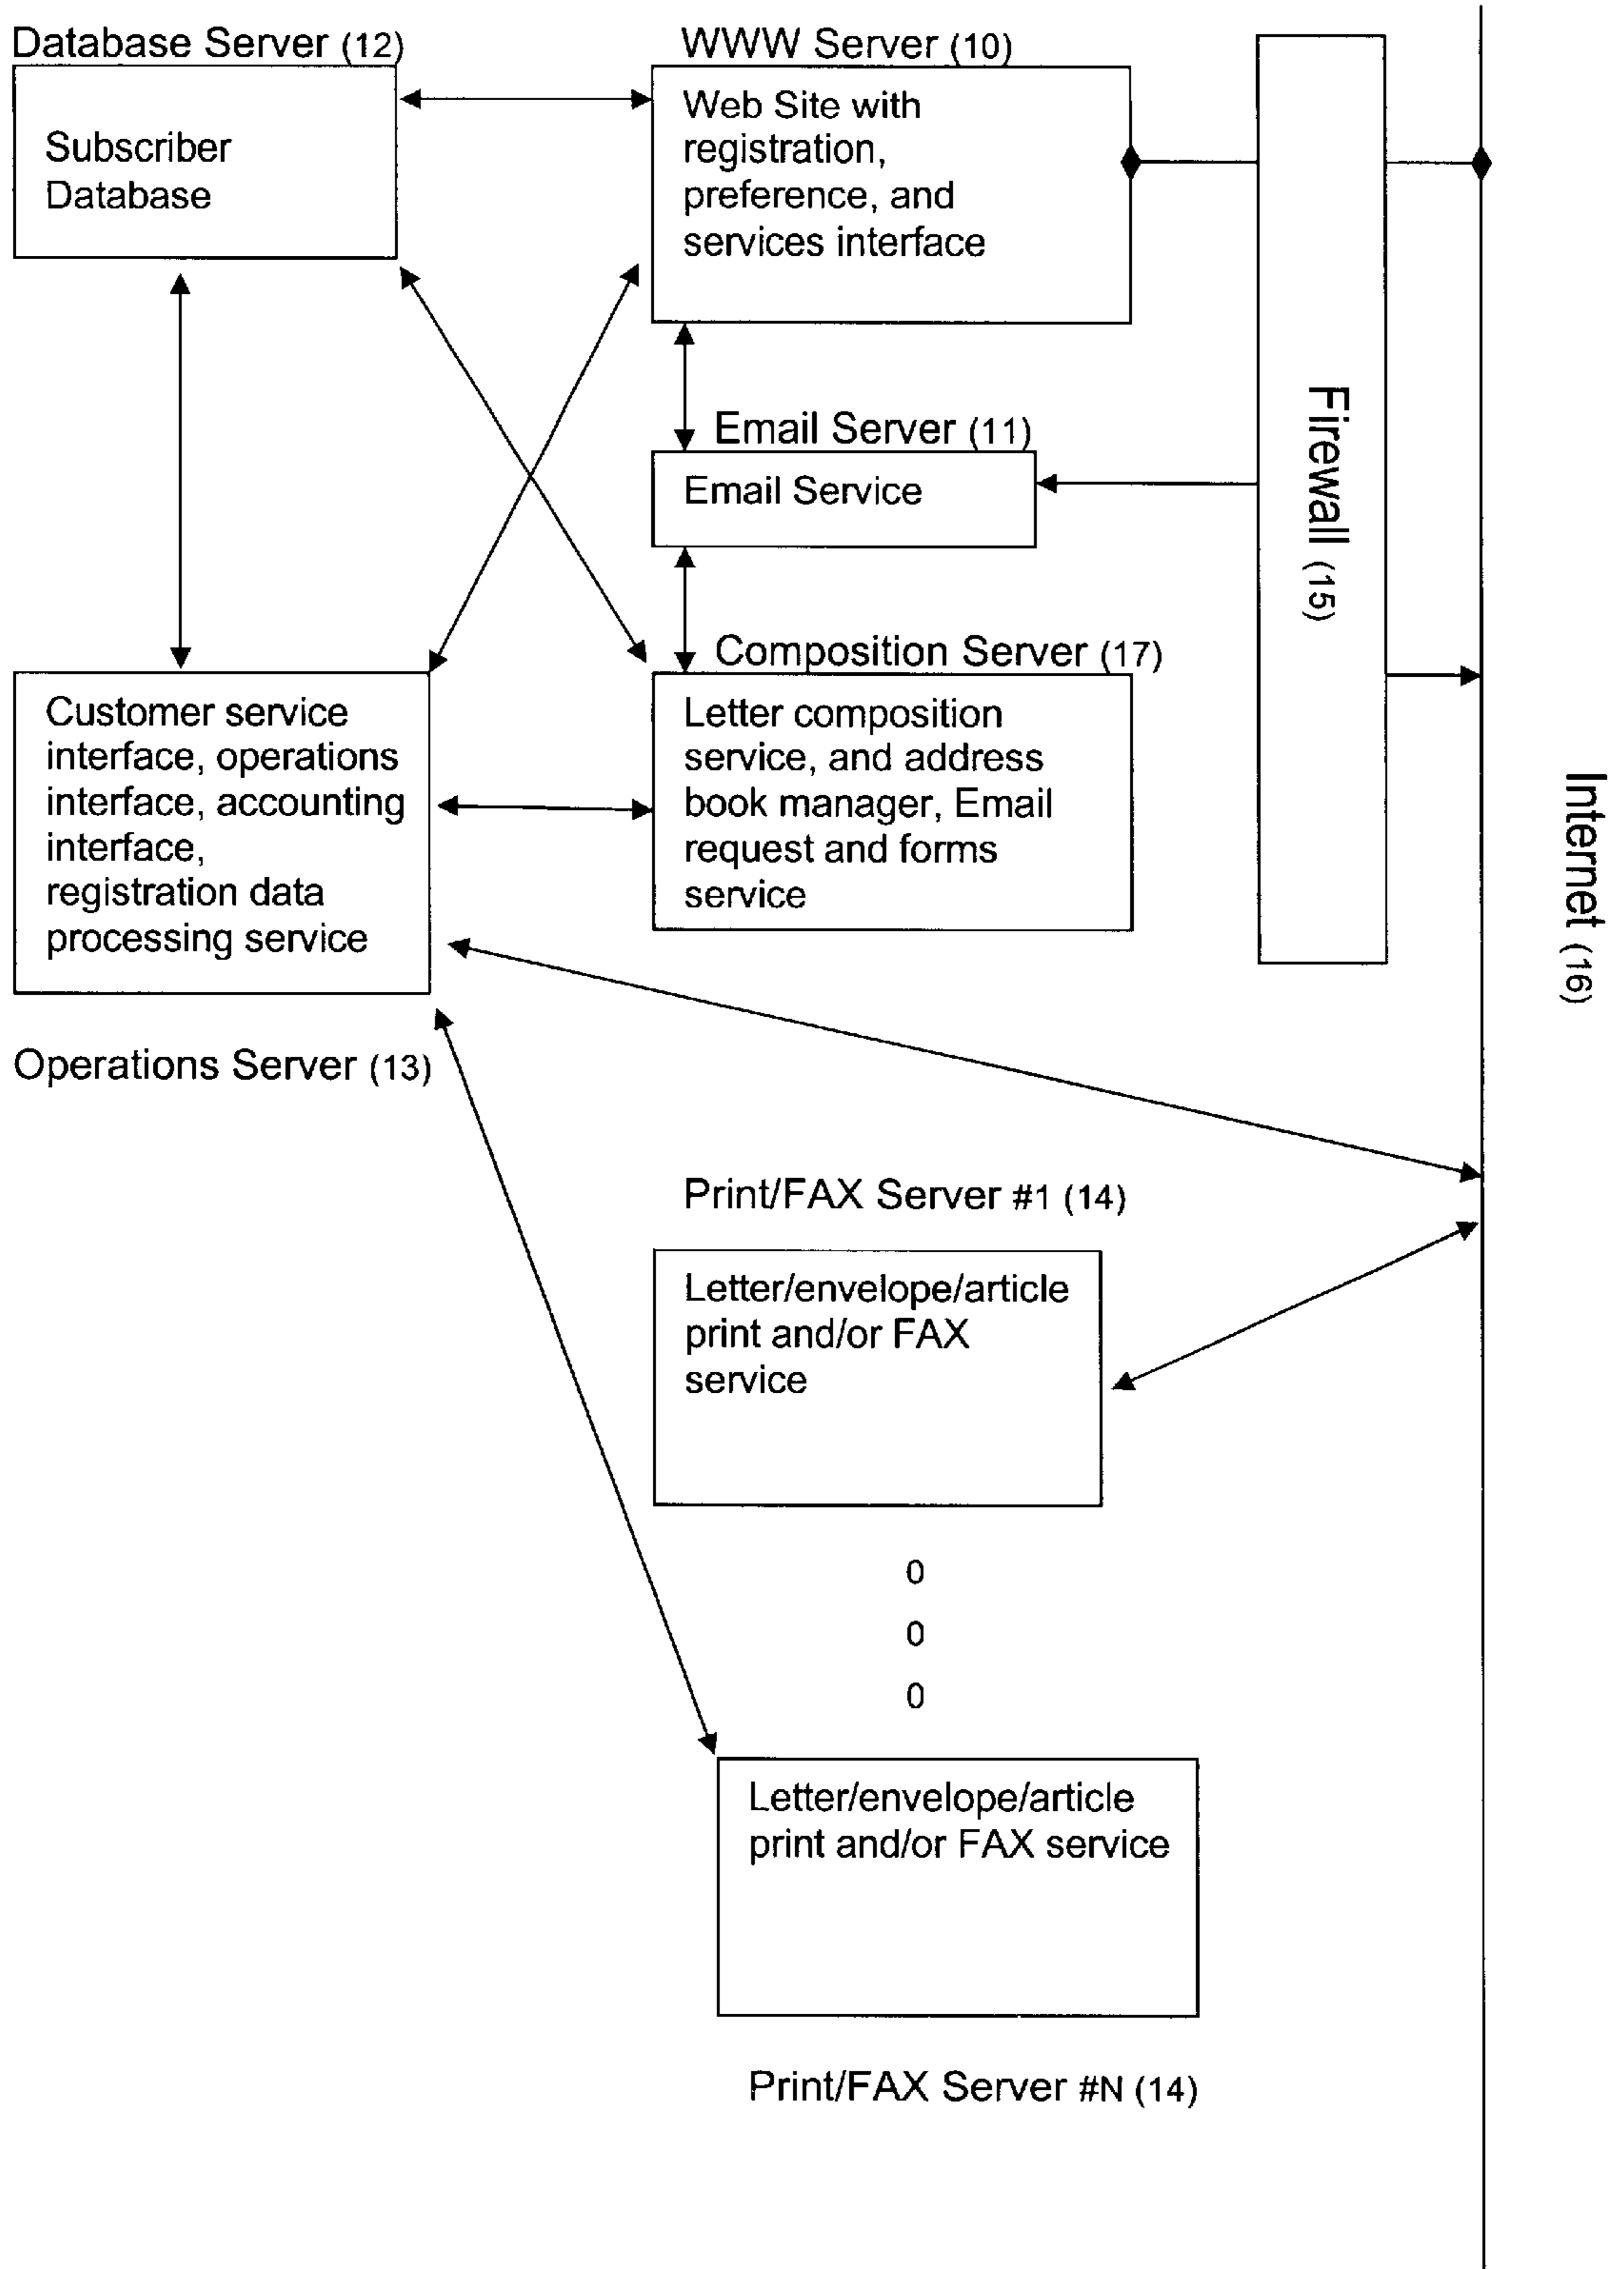 Database Server (12)
Subscriber
Database
WWW Server (10)
Web Site with
registration,
preference, and
services interface
Email Server (11)
Email Service
Composition Server (17)
Letter composition
service, and address
book manager, Email
request and forms
service
Customer service
interface, operations
interface, accounting
interface,
registration data
processing service
Operations Server (13)
Firewall (15)
Internet (16)
Print/FAX Server #1 (14)
Letter/envelope/article
print and/or FAX
service
0
0
0
Letter/envelope/article
print and/or FAX service
Print/FAX Server #N (14)